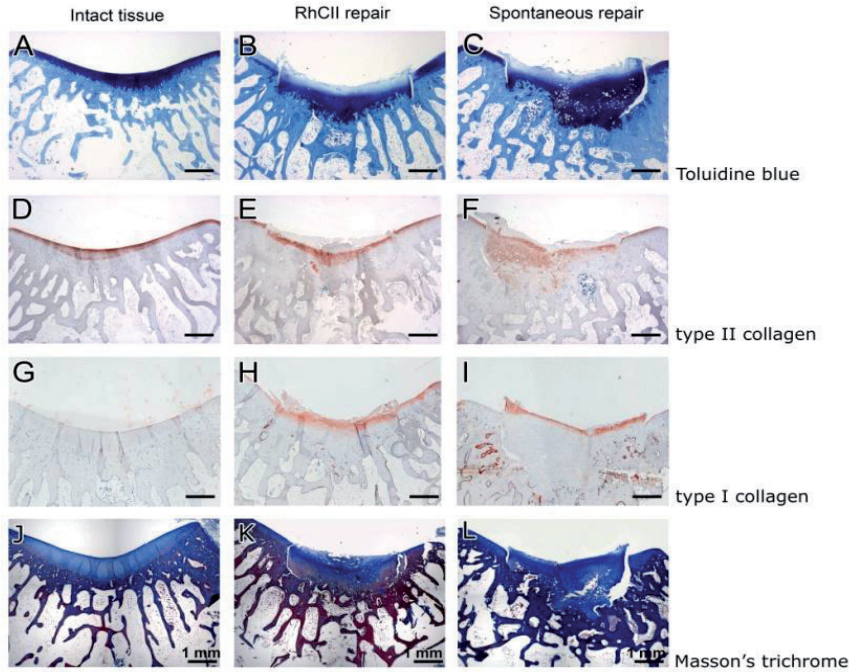 Intact tissue RhCII repair Spontaneous repair
A B C
Toluidine blue
D E F
type II collagen
G H I
type I collagen
J K L
1 mm 1 mm 1 mm
Masson's trichrome